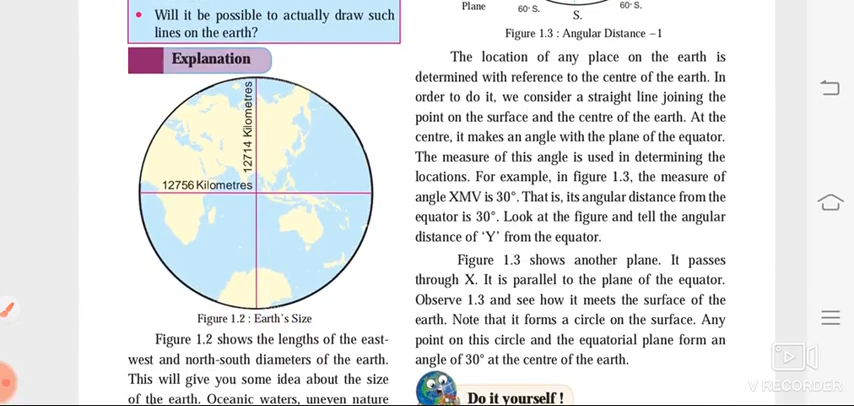 • Will it be possible to actually draw such
lines on the earth?
Explanation
12714 Kilometres
12756 Kilometres
Figure 1.2 : Earth's Size
Figure 1.2 shows the lengths of the east-
west and north-south diameters of the earth.
This will give you some idea about the size
of the earth. Oceanic waters, uneven nature
Plane
60° S.
S.
60° S.
Figure 1.3 : Angular Distance –1
The location of any place on the earth is
determined with reference to the centre of the earth. In
order to do it, we consider a straight line joining the
point on the surface and the centre of the earth. At the
centre, it makes an angle with the plane of the equator.
The measure of this angle is used in determining the
locations. For example, in figure 1.3, the measure of
angle XMV is 30°. That is, its angular distance from the
equator is 30°. Look at the figure and tell the angular
distance of ‘Y’ from the equator.
Figure 1.3 shows another plane. It passes
through X. It is parallel to the plane of the equator.
Observe 1.3 and see how it meets the surface of the
earth. Note that it forms a circle on the surface. Any
point on this circle and the equatorial plane form an
angle of 30° at the centre of the earth.
Do it yourself !
V RECORDER